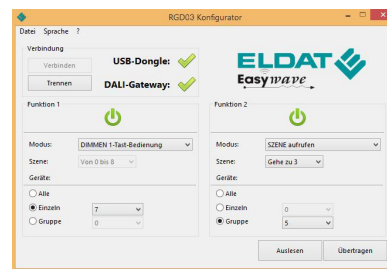 RGD03 Konfigurator
Datei Sprache ?
Verbindung
Verbinden
USB-Dongle:
Trennen
DALI-Gateway:
ELDAT
Easywave
Funktion 1
Modus: DIMMEN 1-Tast-Bedienung
Szene: Von 0 bis 8
Geräte:
Alle
Einzeln 7
Gruppe 0
Funktion 2
Modus: SZENE aufrufen
Szene: Gehe zu 3
Geräte:
Alle
Einzeln 0
Gruppe 5
Auslesen Übertragen